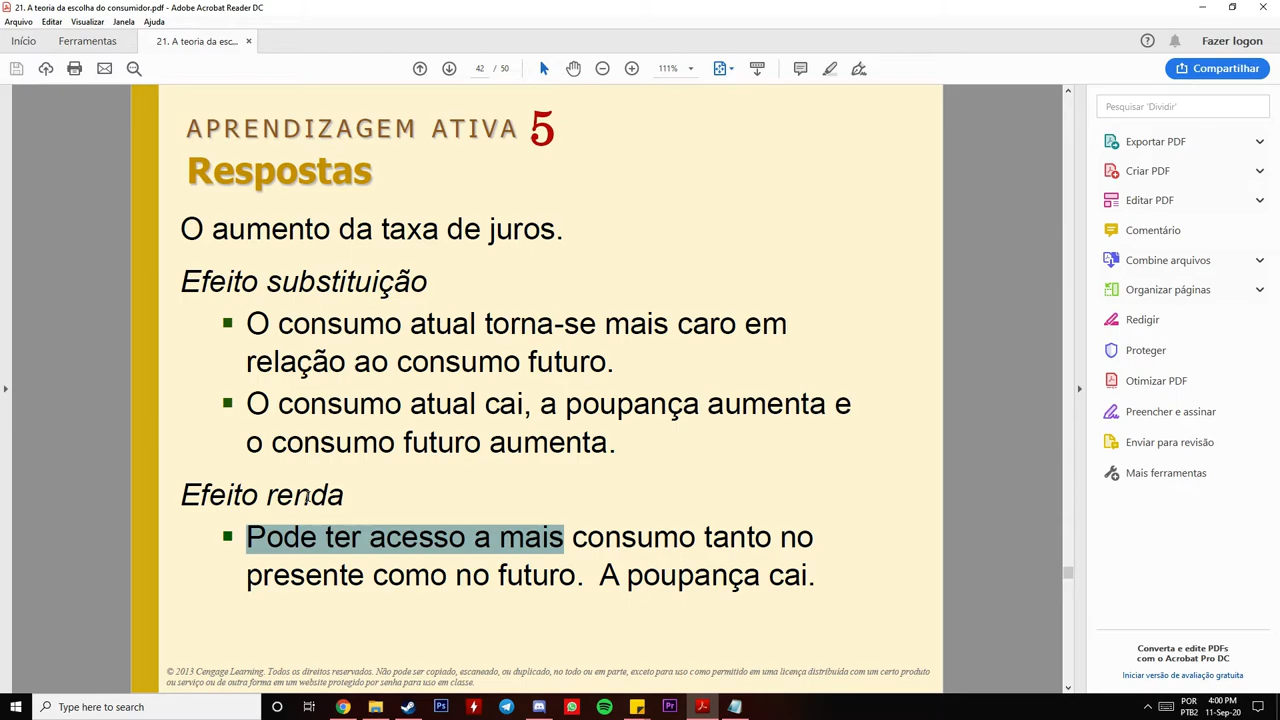 21. A teoria da escolha do consumidor.pdf - Adobe Acrobat Reader DC
Arquivo Editar Visualizar Janela Ajuda
Início Ferramentas 21. A teoria da esc... × Fazer logon
42 / 50 111% Compartilhar
APRENDIZAGEM ATIVA 5
Respostas
O aumento da taxa de juros.
Efeito substituição
O consumo atual torna-se mais caro em
relação ao consumo futuro.
O consumo atual cai, a poupança aumenta e
o consumo futuro aumenta.
Efeito renda
Pode ter acesso a mais consumo tanto no
presente como no futuro. A poupança cai.
© 2013 Cengage Learning. Todos os direitos reservados. Não pode ser copiado, escaneado, ou duplicado, no todo ou em parte, exceto para uso como permitido em uma licença distribuída com um certo produto
ou serviço ou de outra forma em um website protegido por senha para uso em classe.
Pesquisar 'Dividir'
Exportar PDF
Criar PDF
Editar PDF
Comentário
Combine arquivos
Organizar páginas
Redigir
Proteger
Otimizar PDF
Preencher e assinar
Enviar para revisão
Mais ferramentas
Converta e edite PDFs
com o Acrobat Pro DC
Iniciar versão de avaliação gratuita
Type here to search
Ps
Pr
POR
PTB2
4:00 PM
11-Sep-20